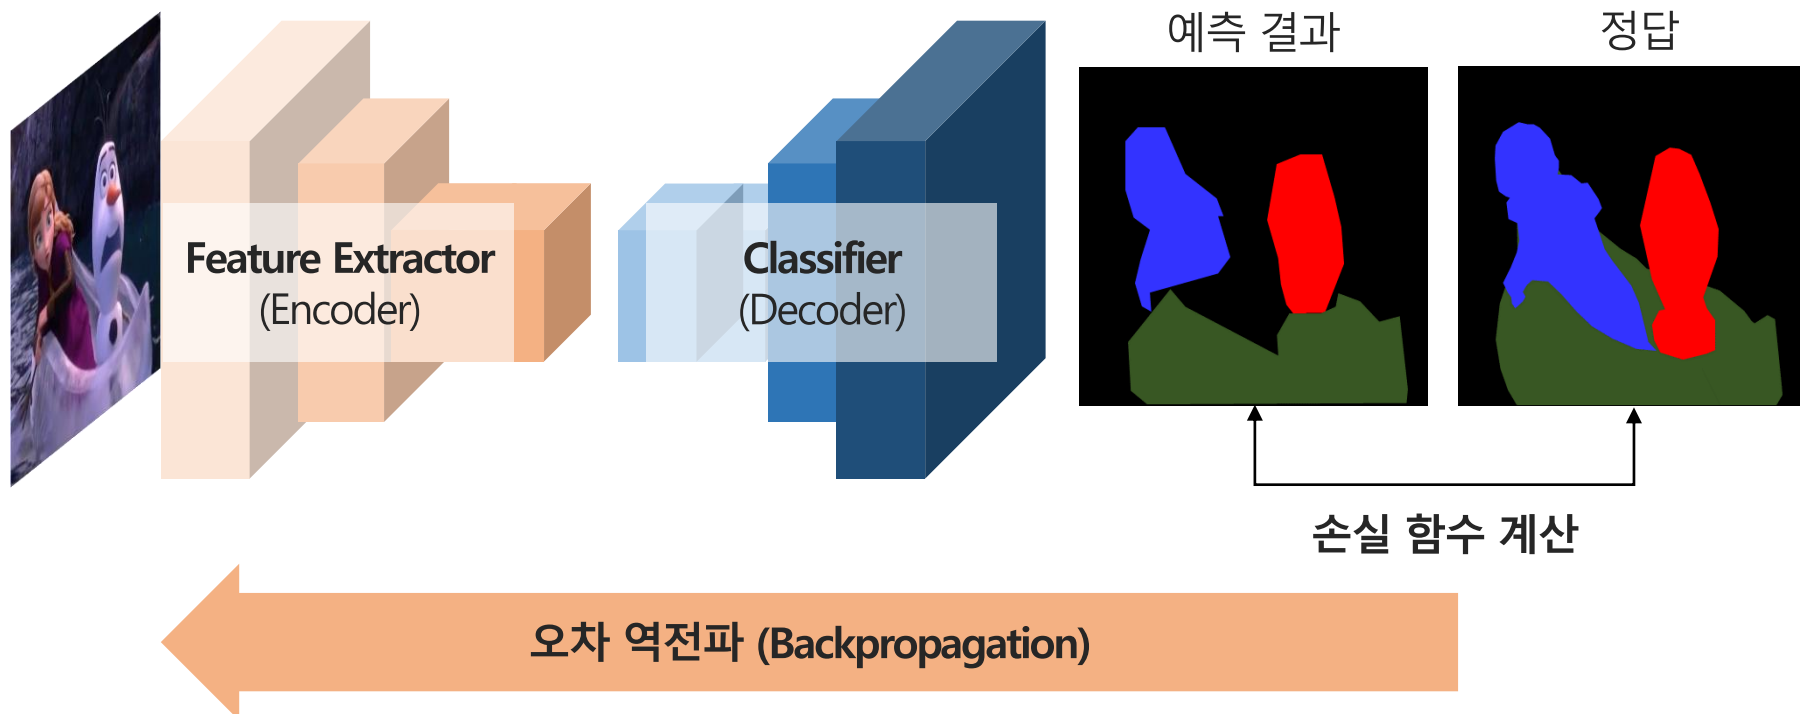 예측 결과
정답
Feature Extractor
(Encoder)
Classifier
(Decoder)
손실 함수 계산
오차 역전파 (Backpropagation)